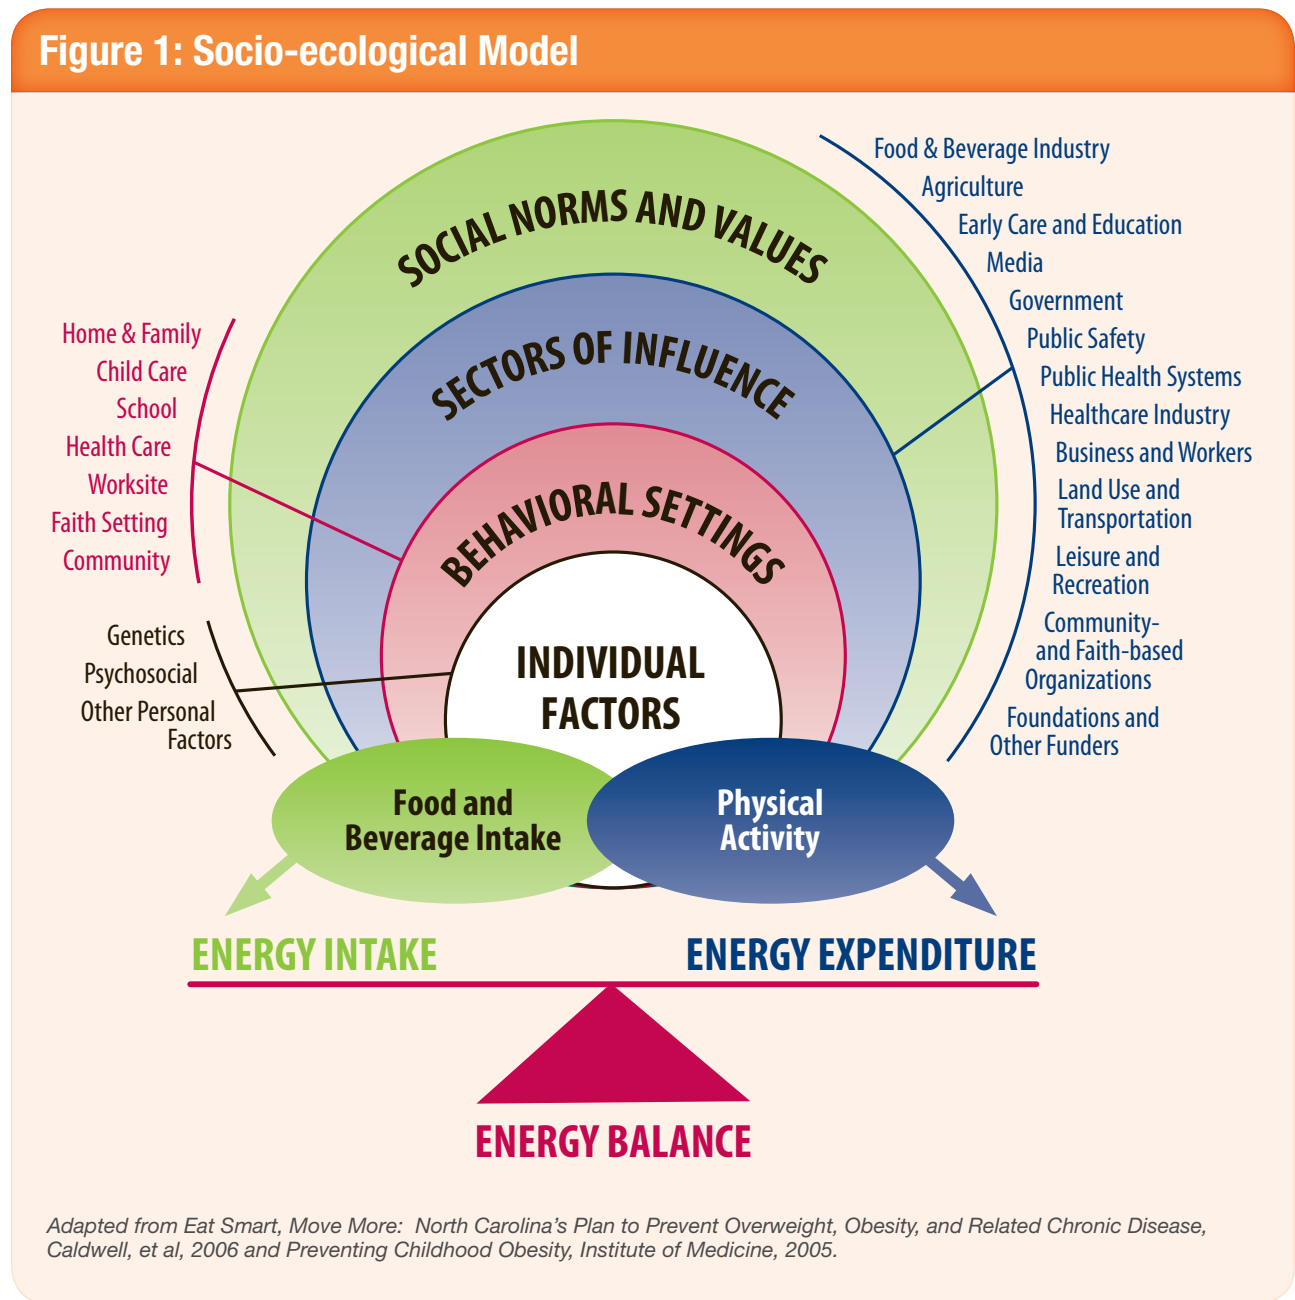 Figure 1: Socio-ecological Model
SOCIAL NORMS AND VALUES
SECTORS OF INFLUENCE
BEHAVIORAL SETTINGS
INDIVIDUAL
FACTORS
Home & Family
Child Care
School
Health Care
Worksite
Faith Setting
Community
Genetics
Psychosocial
Other Personal
Factors
Food & Beverage Industry
Agriculture
Early Care and Education
Media
Government
Public Safety
Public Health Systems
Healthcare Industry
Business and Workers
Land Use and
Transportation
Leisure and
Recreation
Community-
and Faith-based
Organizations
Foundations and
Other Funders
Food and
Beverage Intake
Physical
Activity
ENERGY INTAKE
ENERGY EXPENDITURE
ENERGY BALANCE
Adapted from Eat Smart, Move More:  North Carolina’s Plan to Prevent Overweight, Obesity, and Related Chronic Disease,
Caldwell, et al, 2006 and Preventing Childhood Obesity, Institute of Medicine, 2005.